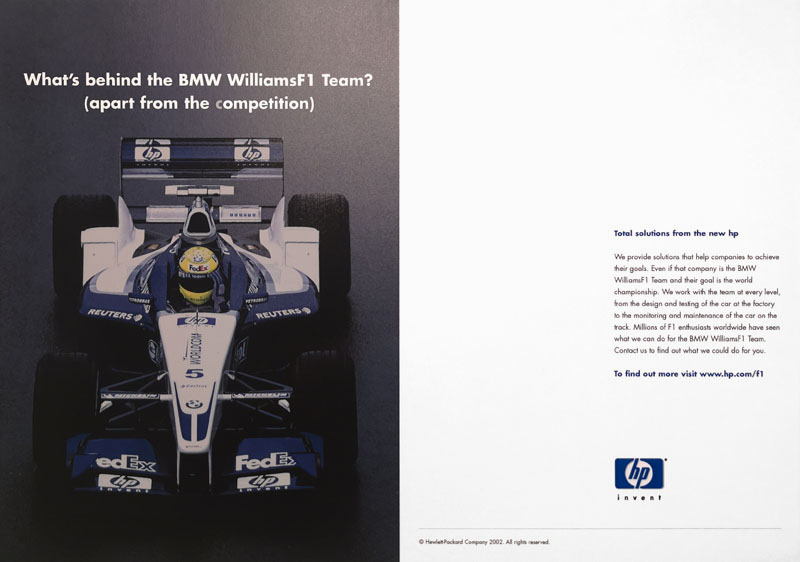 What's behind the BMW WilliamsF1 Team?
(apart from the competition)
hp
hp
invent
invent
FedEx
PETROBRAS
PETROBRAS
REUTERS
REUTERS
hp
WORLDCOM
5
Castrol
BMW
edEx
FedEx
hp
hp
invent
invent
Total solutions from the new hp
We provide solutions that help companies to achieve
their goals. Even if that company is the BMW
WilliamsF1 Team and their goal is the world
championship. We work with the team at every level,
from the design and testing of the car at the factory
to the monitoring and maintenance of the car on the
track. Millions of F1 enthusiasts worldwide have seen
what we can do for the BMW WilliamsF1 Team.
Contact us to find out what we could do for you.
To find out more visit www.hp.com/f1
hp
invent
© Hewlett-Packard Company 2002. All rights reserved.